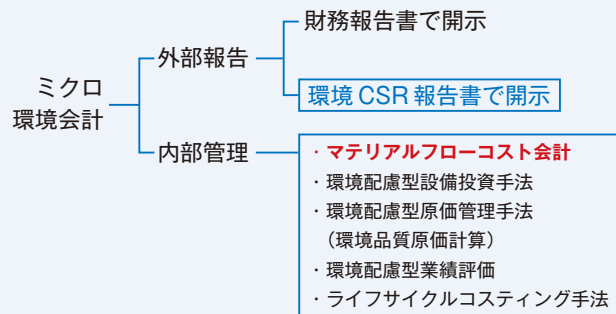 財務報告書で開示
外部報告
ミクロ
環境会計
環境 CSR 報告書で開示
内部管理
・マテリアルフローコスト会計
・環境配慮型設備投資手法
・環境配慮型原価管理手法
（環境品質原価計算）
・環境配慮型業績評価
・ライフサイクルコスティング手法